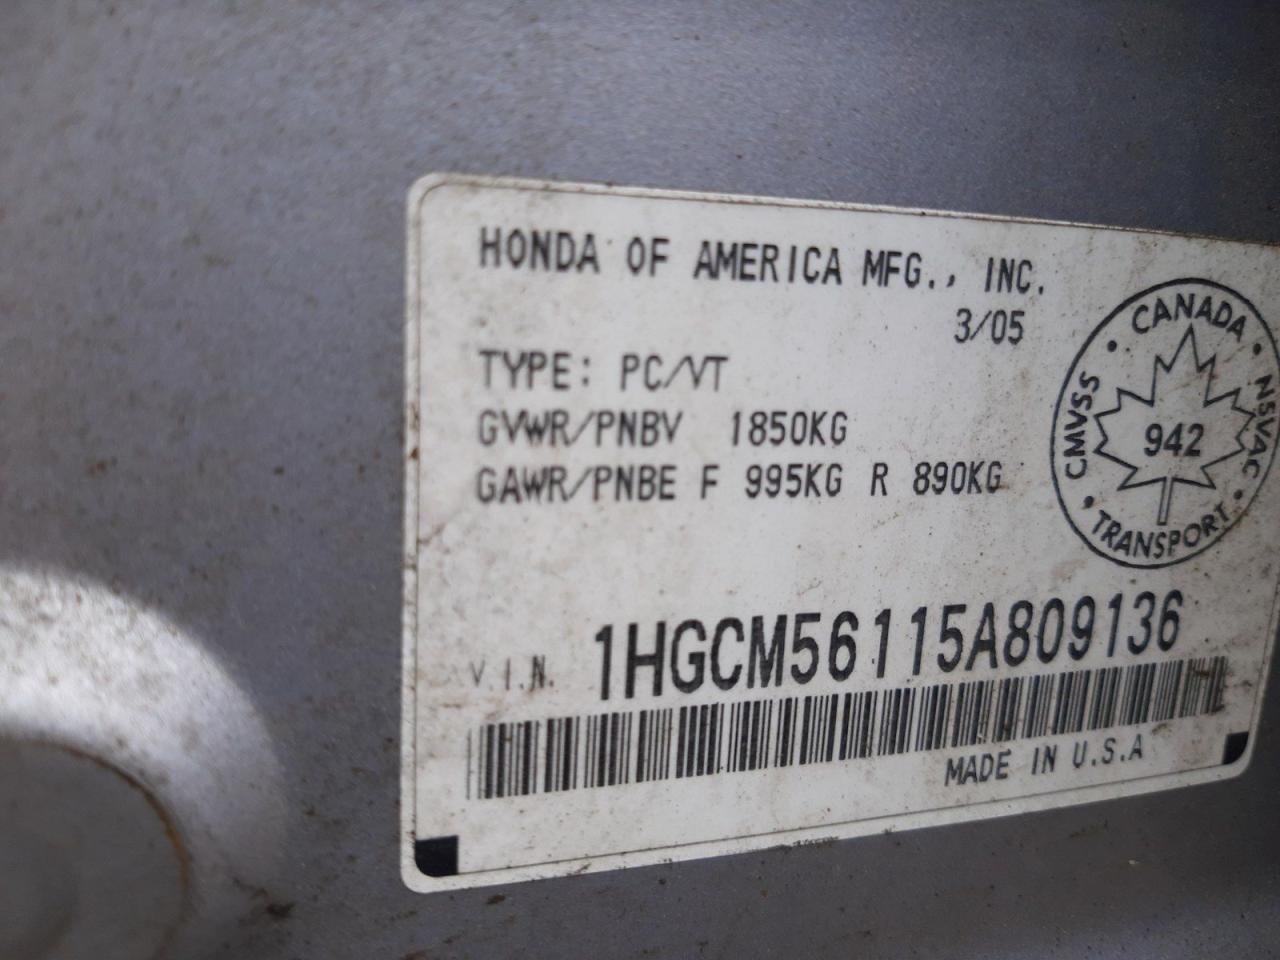 HONDA OF AMERICA MFG., INC.
3/05
TYPE: PC/VT
GVWR/PNBV 1850KG
GAWR/PNBE F 995KG R 890KG
CANADA
CMVSS
942
NSVAC
TRANSPORT
V.I.N. 1HGCM56115A809136
MADE IN U.S.A